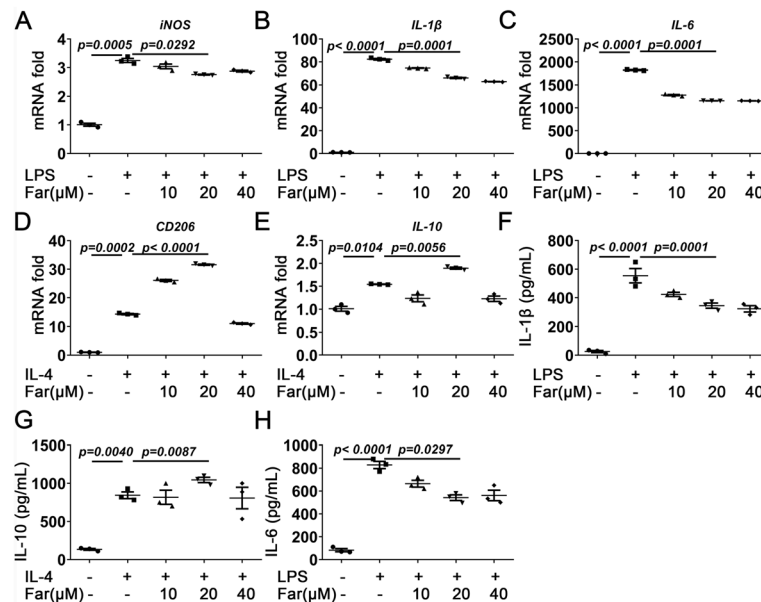 A
iNOS
p=0.0005 p=0.0292
mRNA fold
4
3
2
1
0
LPS - + + + +
Far(μM) - - 10 20 40
B
IL-1β
p< 0.0001 p=0.0001
mRNA fold
100
80
60
40
20
0
LPS - + + + +
Far(μM) - - 10 20 40
C
IL-6
p< 0.0001 p=0.0001
mRNA fold
2500
2000
1500
1000
500
0
LPS - + + + +
Far(μM) - - 10 20 40
D
CD206
p=0.0002 p< 0.0001
mRNA fold
40
30
20
10
0
IL-4 - + + + +
Far(μM) - - 10 20 40
E
IL-10
p=0.0104 p=0.0056
mRNA fold
2.5
2.0
1.5
1.0
0.5
0.0
IL-4 - + + + +
Far(μM) - - 10 20 40
F
p< 0.0001 p=0.0001
IL-1β (pg/mL)
800
600
400
200
0
LPS - + + + +
Far(μM) - - 10 20 40
G
p=0.0040 p=0.0087
IL-10 (pg/mL)
1500
1000
500
0
IL-4 - + + + +
Far(μM) - - 10 20 40
H
p< 0.0001 p=0.0297
IL-6 (pg/mL)
1000
800
600
400
200
0
LPS - + + + +
Far(μM) - - 10 20 40